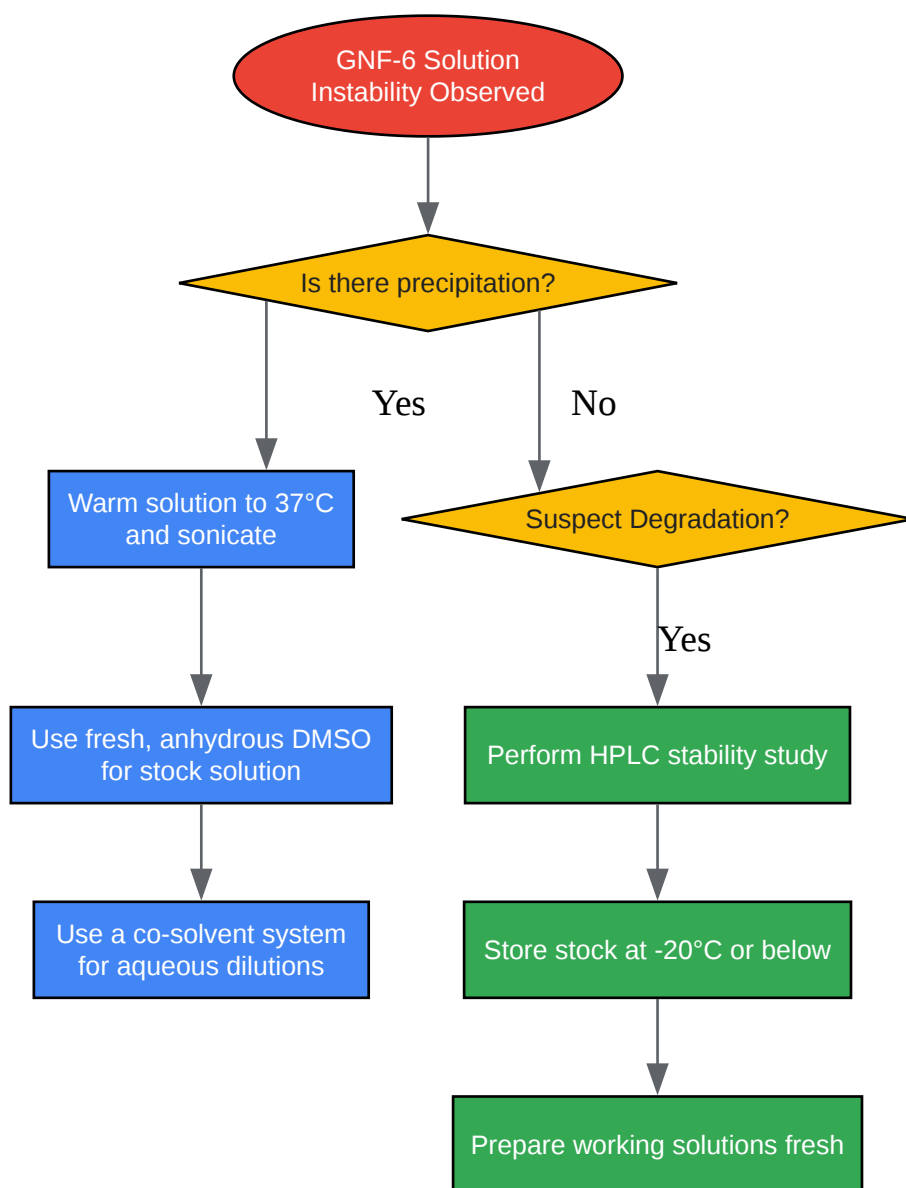 GNF-6 Solution
Instability Observed
Is there precipitation?
Yes
No
Warm solution to 37°C
and sonicate
Suspect Degradation?
Yes
Use fresh, anhydrous DMSO
for stock solution
Perform HPLC stability study
Use a co-solvent system
for aqueous dilutions
Store stock at -20°C or below
Prepare working solutions fresh